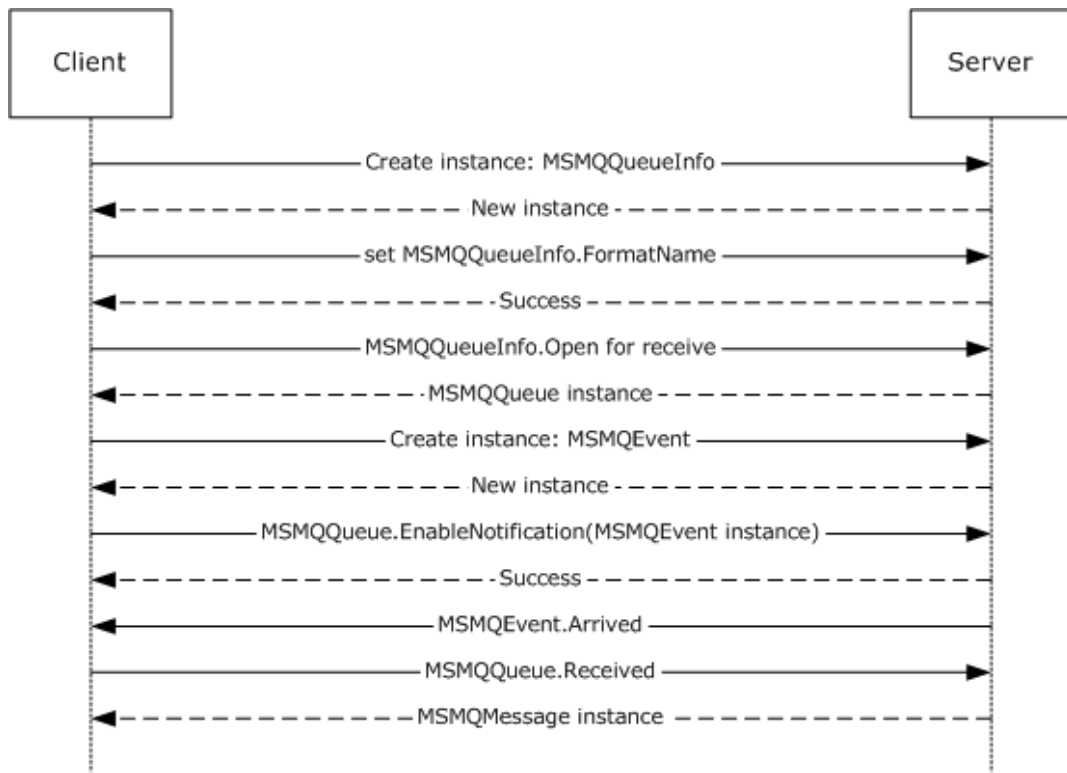 Client
Server
Create instance: MSMQQueueInfo
New instance
set MSMQQueueInfo.FormatName
Success
MSMQQueueInfo.Open for receive
MSMQQueue instance
Create instance: MSMQEvent
New instance
MSMQQueue.EnableNotification(MSMQEvent instance)
Success
MSMQEvent.Arrived
MSMQQueue.Received
MSMQMessage instance